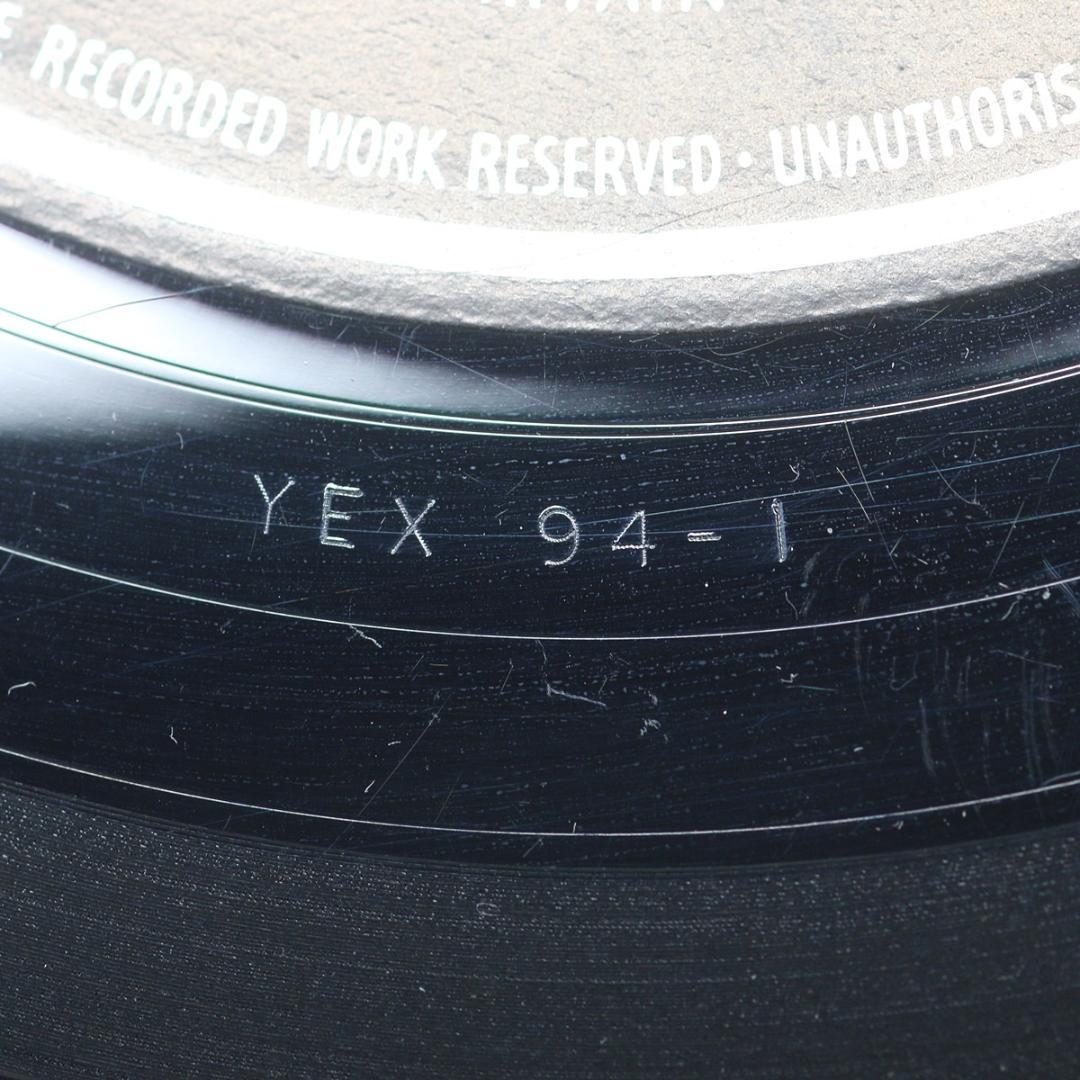 RECORDED WORK RESERVED · UNAUTHORIS
YEX 94-1